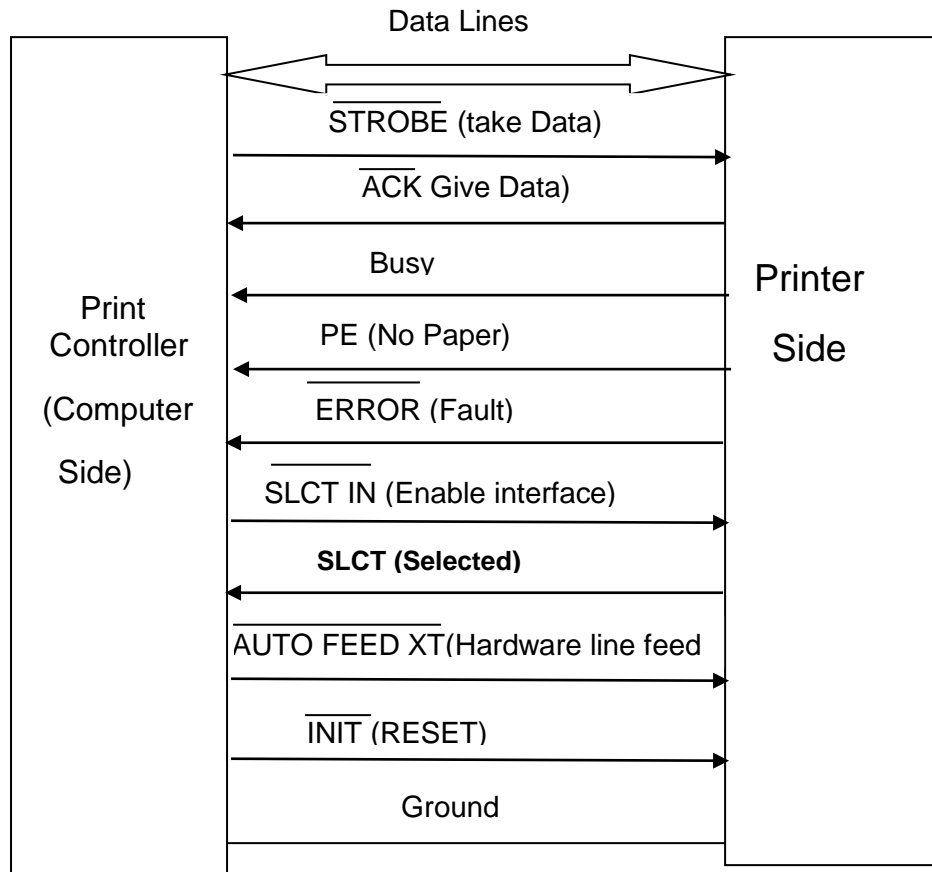 Data Lines
STROBE (take Data)
ACK Give Data)
Busy
PE (No Paper)
ERROR (Fault)
SLCT IN (Enable interface)
SLCT (Selected)
AUTO FEED XT(Hardware line feed
INIT (RESET)
Ground
Print
Controller
(Computer
Side)
Printer
Side